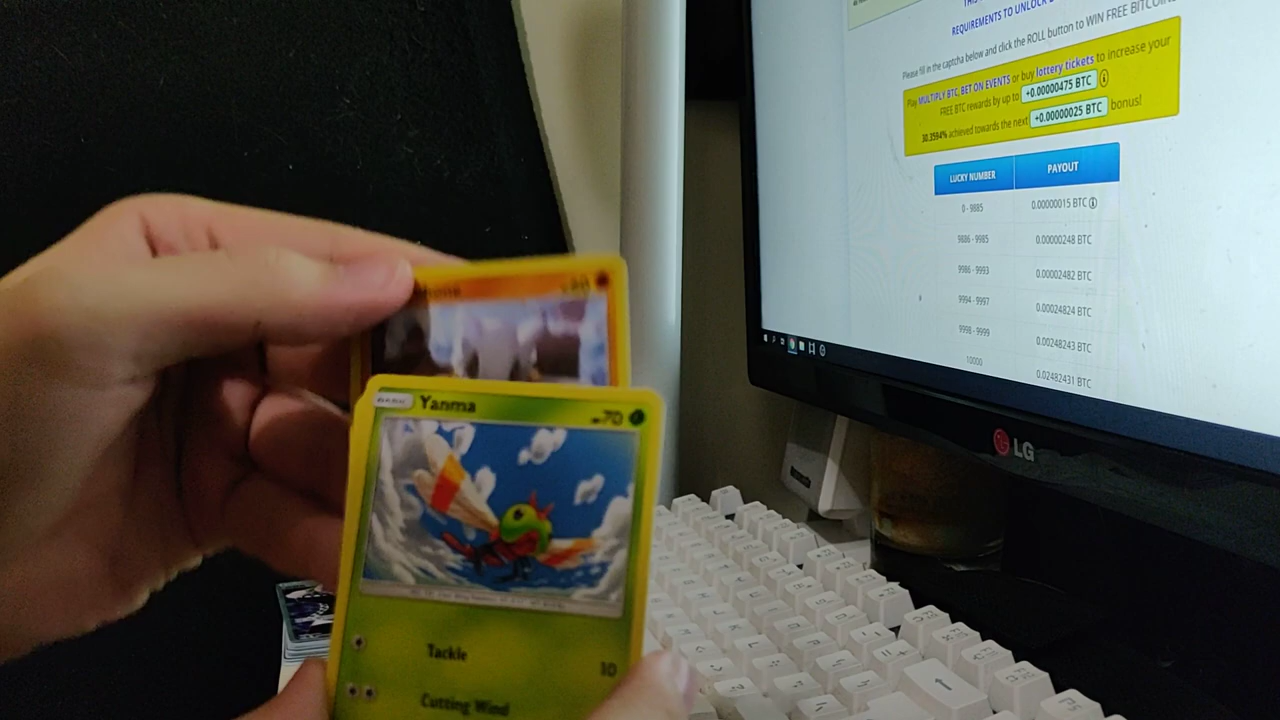 REQUIREMENTS TO UNLOCK
Please fill in the captcha below and click the ROLL button to WIN FREE BITCOIN
Play MULTIPLY BTC, BET ON EVENTS or buy lottery tickets to increase your
FREE BTC rewards by up to +0.00000475 BTC
30.3594% achieved towards the next +0.00000025 BTC bonus!
LUCKY NUMBER PAYOUT
0 - 9885 0.00000015 BTC
9886 - 9985 0.00000248 BTC
9986 - 9993 0.00002482 BTC
9994 - 9997 0.00024824 BTC
9998 - 9999 0.00248243 BTC
10000 0.02482431 BTC
LG
BASIC Yanma HP70
Tackle 10
Cutting Wind